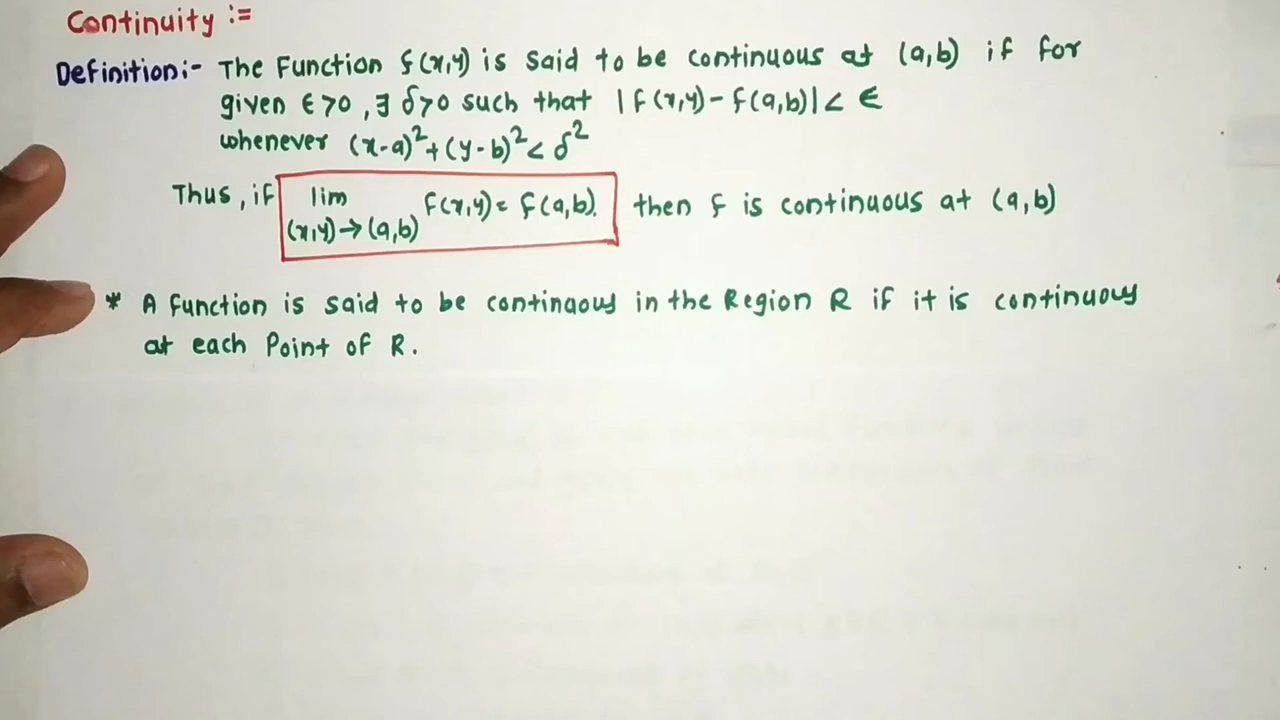 Continuity :=
Definition:- The Function f(x,y) is said to be continuous at (a,b) if for
given ∈>0, ∃ δ>0 such that |f(x,y)-f(a,b)|< ∈
whenever (x-a)²+(y-b)²< δ²
Thus, if lim f(x,y)= f(a,b). then f is continuous at (a,b)
(x,y)→(a,b)
* A function is said to be continuous in the Region R if it is continuous
at each Point of R.